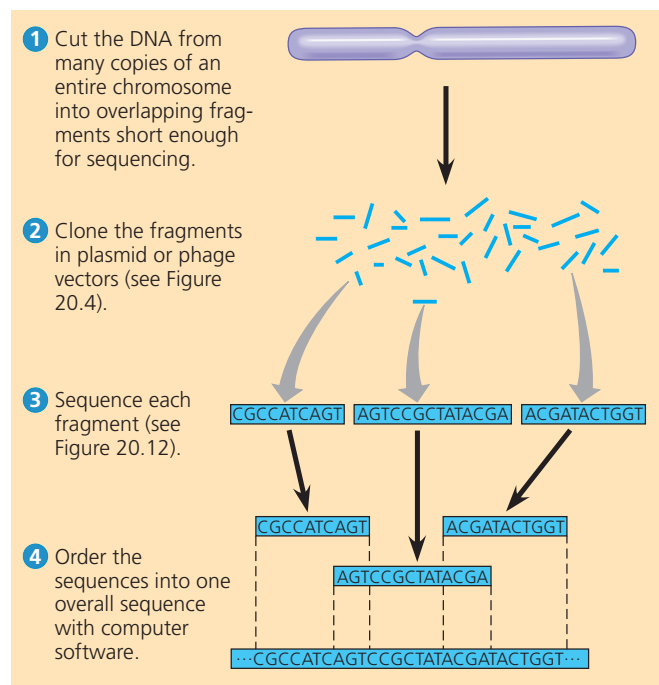 1 Cut the DNA from
many copies of an
entire chromosome
into overlapping frag-
ments short enough
for sequencing.
2 Clone the fragments
in plasmid or phage
vectors (see Figure
20.4).
3 Sequence each
fragment (see
Figure 20.12).
CGCCATCAGT AGTCCGCTATACGA ACGATACTGGT
CGCCATCAGT ACGATACTGGT
4 Order the
sequences into one
overall sequence
with computer
software.
AGTCCGCTATACGA
···CGCCATCAGTCCGCTATACGATACTGGT···